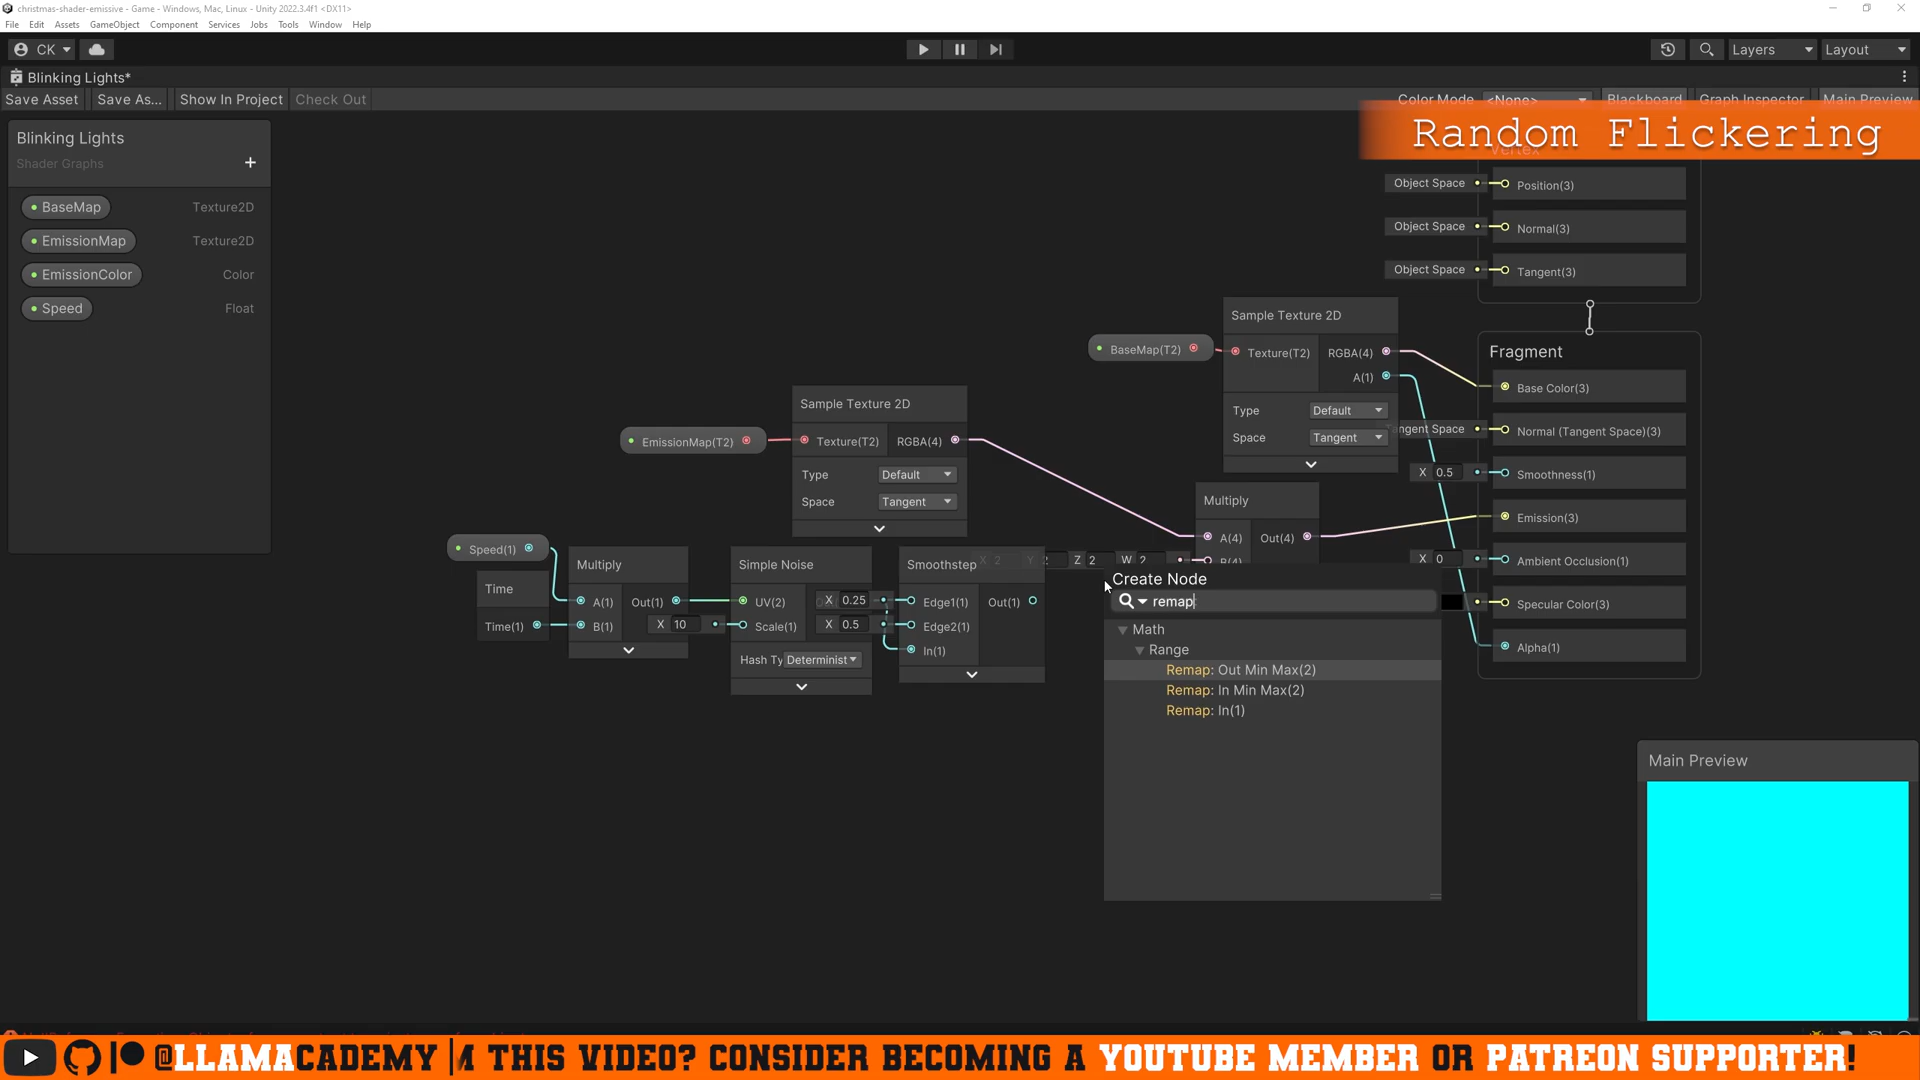 christmas-shader-emissive - Game - Windows, Mac, Linux - Unity 2022.3.4f1 <DX11>
File Edit Assets GameObject Component Services Jobs Tools Window Help
CK
Layers
Layout
Blinking Lights*
Save Asset
Save As...
Show In Project
Check Out
Color Mode
<None>
Blackboard
Graph Inspector
Main Preview
Random Flickering
Blinking Lights
Shader Graphs
+
BaseMap Texture2D
EmissionMap Texture2D
EmissionColor Color
Speed Float
Vertex
Object Space Position(3)
Object Space Normal(3)
Object Space Tangent(3)
Sample Texture 2D
BaseMap(T2)
Texture(T2) RGBA(4)
A(1)
Type Default
Space Tangent
Fragment
Base Color(3)
Tangent Space Normal (Tangent Space)(3)
X 0.5 Smoothness(1)
Emission(3)
X 0 Ambient Occlusion(1)
Specular Color(3)
Alpha(1)
Sample Texture 2D
EmissionMap(T2)
Texture(T2) RGBA(4)
Type Default
Space Tangent
Multiply
A(4) Out(4)
B(4)
X 2 Y 2 Z 2 W 2
Speed(1)
Time
Time(1)
Multiply
A(1) Out(1)
B(1)
Simple Noise
UV(2)
X 10 Scale(1)
Hash Ty Determinist
Smoothstep
X 0.25 Edge1(1) Out(1)
X 0.5 Edge2(1)
In(1)
Create Node
remap
Math
Range
Remap: Out Min Max(2)
Remap: In Min Max(2)
Remap: In(1)
Main Preview
@LLAMACADEMY
THIS VIDEO? CONSIDER BECOMING A YOUTUBE MEMBER OR PATREON SUPPORTER!